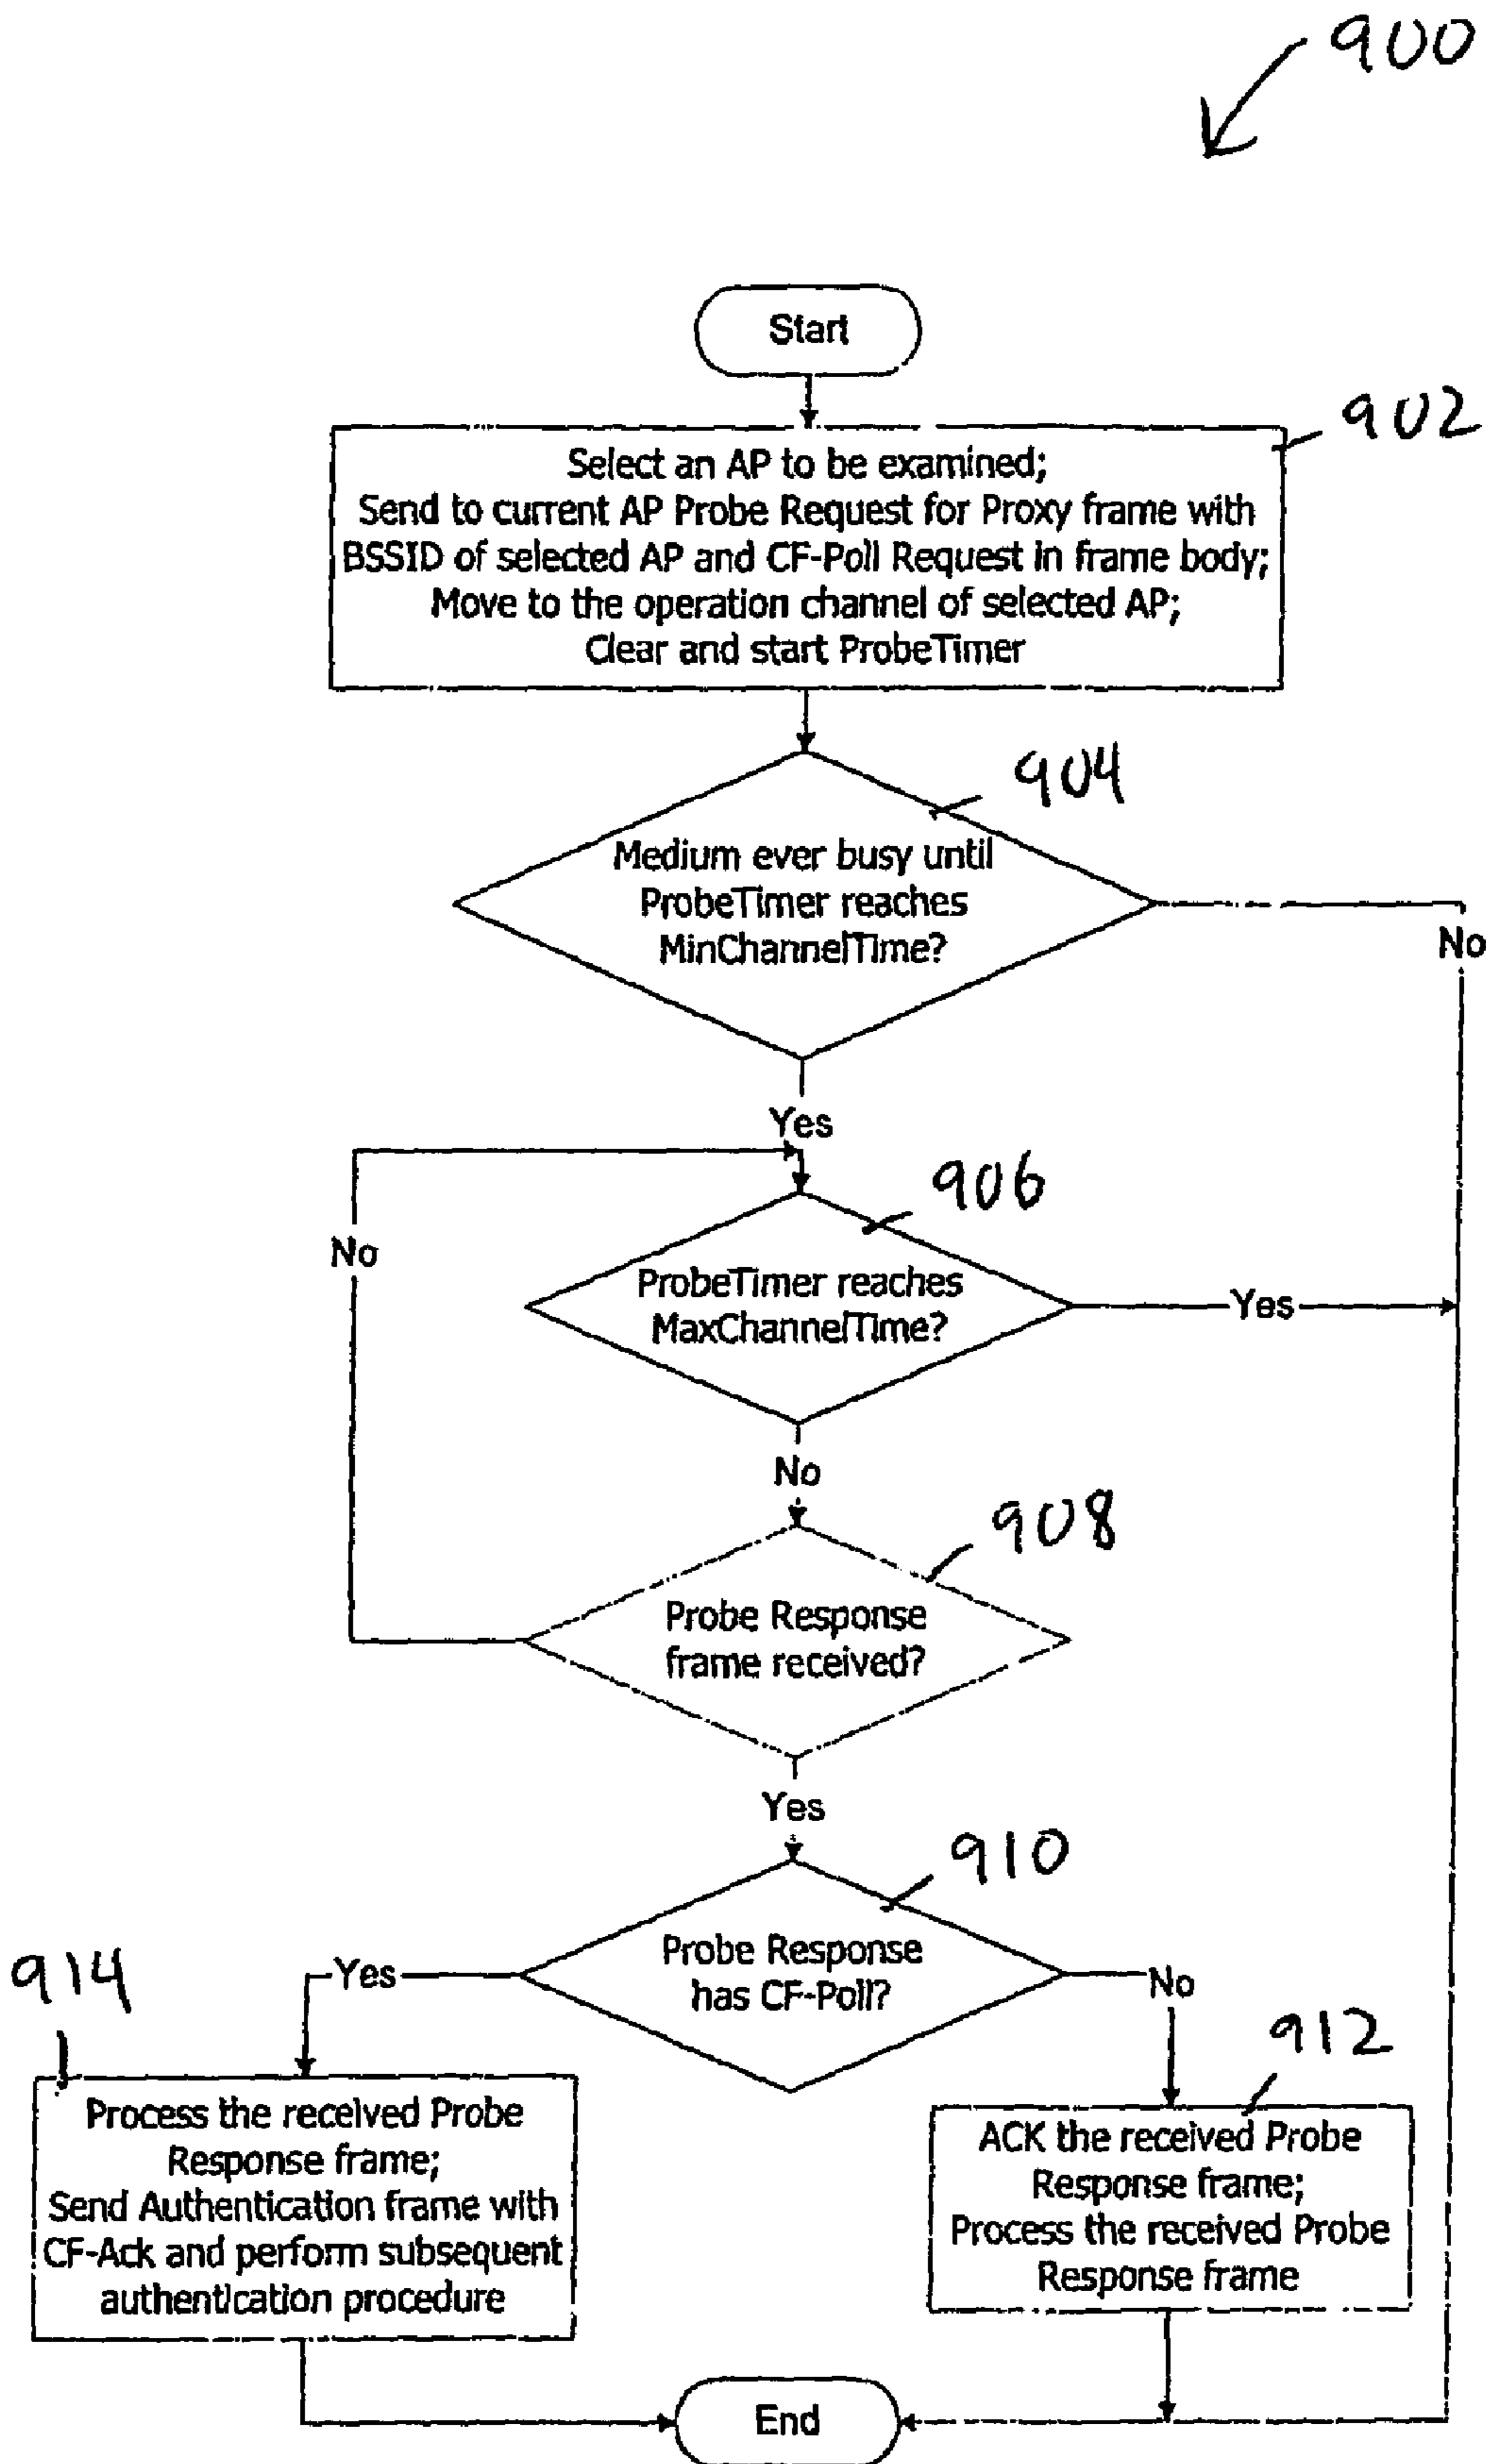 900
Start
902
Select an AP to be examined;
Send to current AP Probe Request for Proxy frame with
BSSID of selected AP and CF-Poll Request in frame body;
Move to the operation channel of selected AP;
Clear and start ProbeTimer
904
Medium ever busy until
ProbeTimer reaches
MinChannelTime?
No
Yes
906
No
ProbeTimer reaches
MaxChannelTime?
Yes
No
908
Probe Response
frame received?
Yes
910
Probe Response
has CF-Poll?
914
Yes
No
912
Process the received Probe
Response frame;
Send Authentication frame with
CF-Ack and perform subsequent
authentication procedure
ACK the received Probe
Response frame;
Process the received Probe
Response frame
End